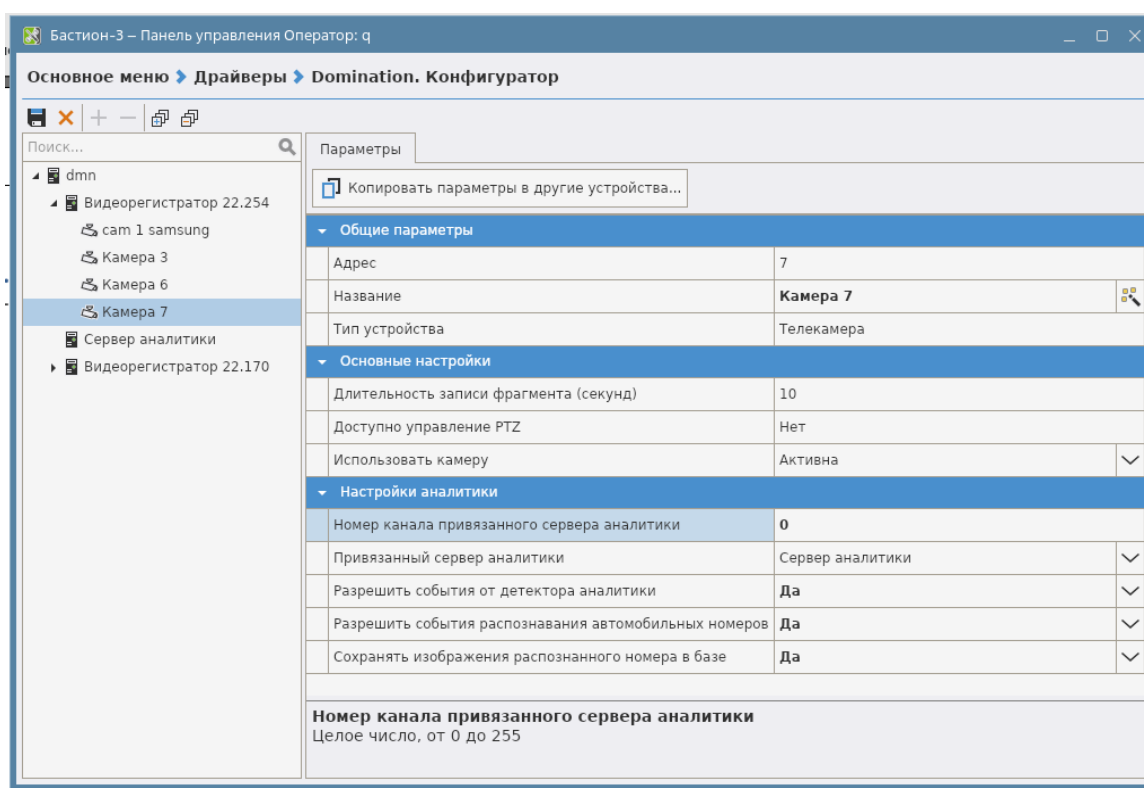 Бастион-3 – Панель управления Оператор: q
Основное меню Драйверы Domination. Конфигуратор
Поиск...
dmn
Видеорегистратор 22.254
cam 1 samsung
Камера 3
Камера 6
Камера 7
Сервер аналитики
Видеорегистратор 22.170
Параметры
Копировать параметры в другие устройства...
Общие параметры
Адрес 7
Название Камера 7
Тип устройства Телекамера
Основные настройки
Длительность записи фрагмента (секунд) 10
Доступно управление PTZ Нет
Использовать камеру Активна
Настройки аналитики
Номер канала привязанного сервера аналитики 0
Привязанный сервер аналитики Сервер аналитики
Разрешить события от детектора аналитики Да
Разрешить события распознавания автомобильных номеров Да
Сохранять изображения распознанного номера в базе Да
Номер канала привязанного сервера аналитики
Целое число, от 0 до 255